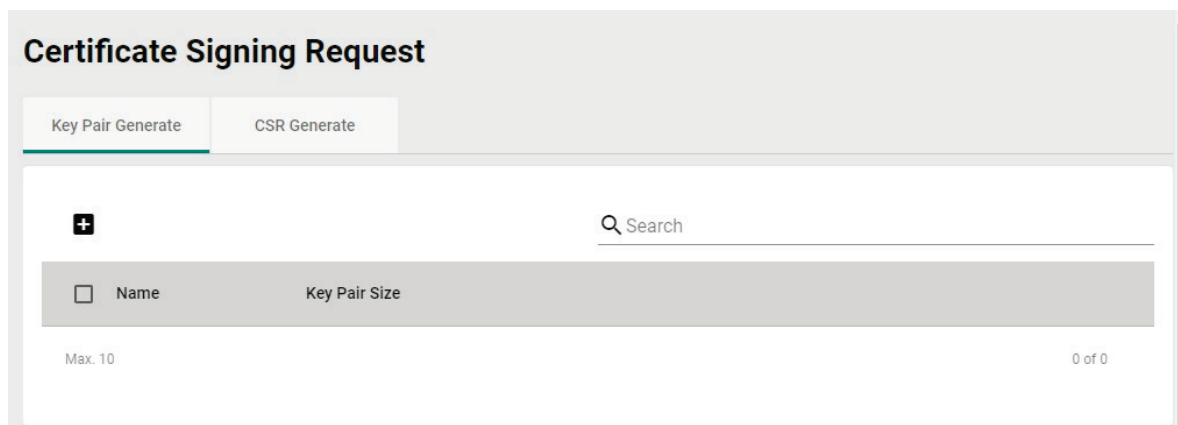 Certificate Signing Request
Key Pair Generate CSR Generate
Search
Name Key Pair Size
Max. 10 0 of 0